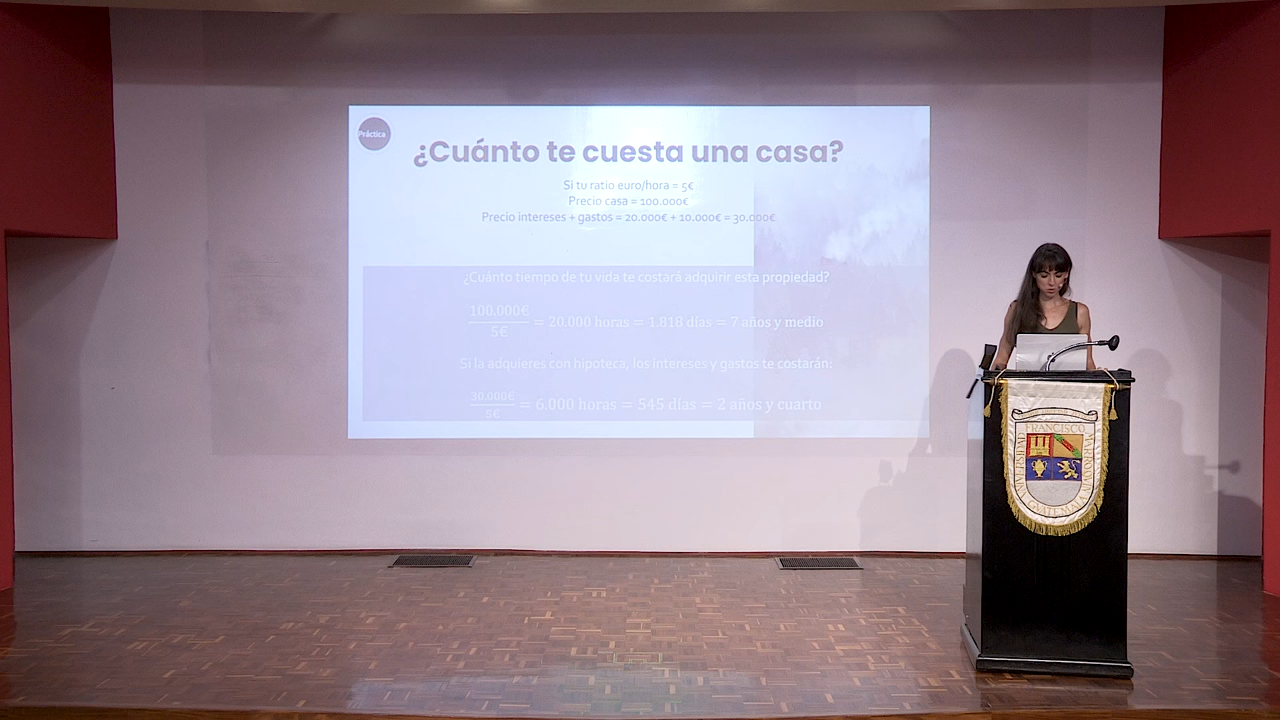 Práctica
¿Cuánto te cuesta una casa?
Si tu ratio euro/hora = 5€
Precio casa = 100.000€
Precio intereses + gastos = 20.000€ + 10.000€ = 30.000€
¿Cuánto tiempo de tu vida te costará adquirir esta propiedad?
100.000€
5€
= 20.000 horas = 1.818 días = 7 años y medio
Si la adquieres con hipoteca, los intereses y gastos te costarán:
30.000€
5€
= 6.000 horas = 545 días = 2 años y cuarto
FRANCISCO
MARROQUIN
GUATEMALA